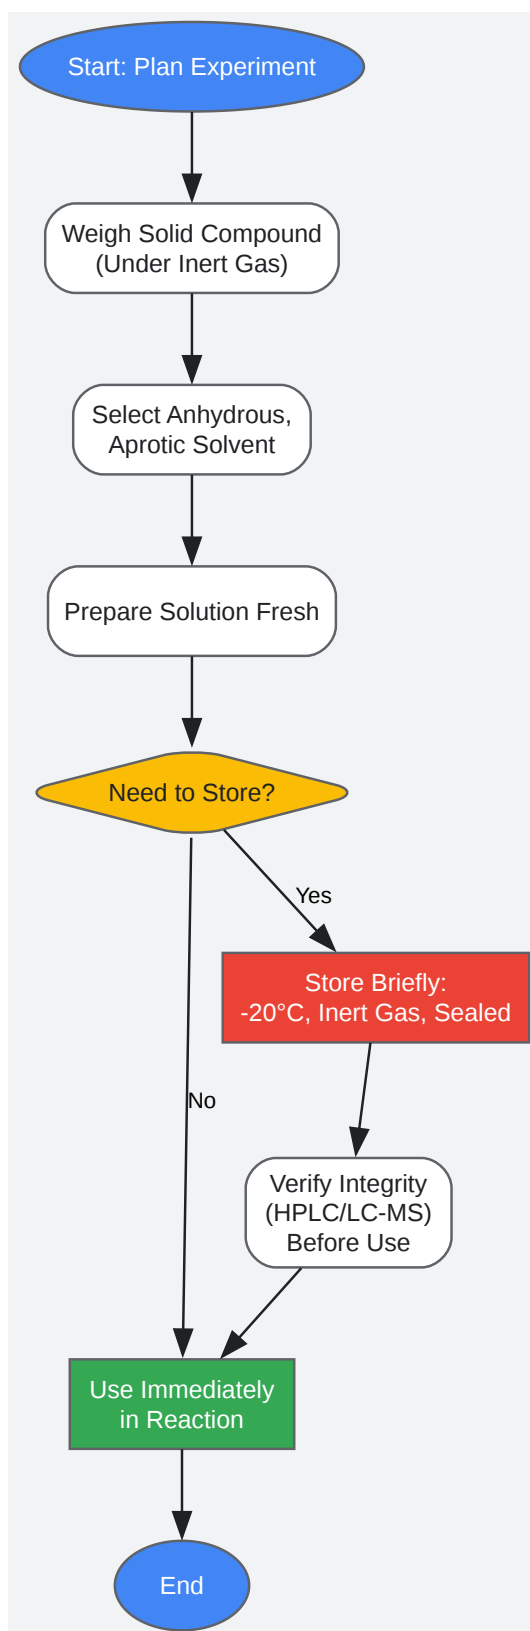 Start: Plan Experiment
Weigh Solid Compound
(Under Inert Gas)
Select Anhydrous,
Aprotic Solvent
Prepare Solution Fresh
Need to Store?
Yes
Store Briefly:
-20°C, Inert Gas, Sealed
No
Verify Integrity
(HPLC/LC-MS)
Before Use
Use Immediately
in Reaction
End